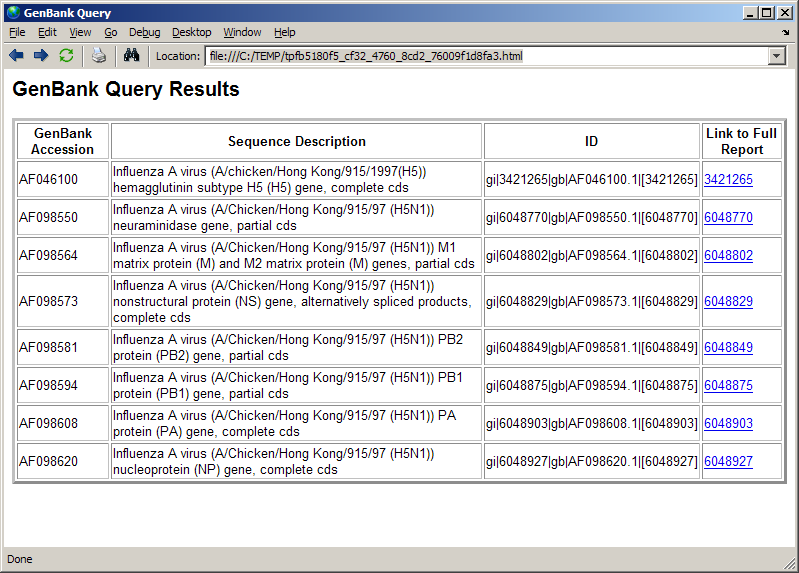 GenBank Query
File Edit View Go Debug Desktop Window Help
Location: file:///C:/TEMP/tpfb5180f5_cf32_4760_8cd2_76009f1d8fa3.html
GenBank Query Results
GenBank
Accession
Sequence Description
ID
Link to Full
Report
AF046100
Influenza A virus (A/chicken/Hong Kong/915/1997(H5))
hemagglutinin subtype H5 (H5) gene, complete cds
gi|3421265|gb|AF046100.1|[3421265]
3421265
AF098550
Influenza A virus (A/Chicken/Hong Kong/915/97 (H5N1))
neuraminidase gene, partial cds
gi|6048770|gb|AF098550.1|[6048770]
6048770
AF098564
Influenza A virus (A/Chicken/Hong Kong/915/97 (H5N1)) M1
matrix protein (M) and M2 matrix protein (M) genes, partial cds
gi|6048802|gb|AF098564.1|[6048802]
6048802
AF098573
Influenza A virus (A/Chicken/Hong Kong/915/97 (H5N1))
nonstructural protein (NS) gene, alternatively spliced products,
complete cds
gi|6048829|gb|AF098573.1|[6048829]
6048829
AF098581
Influenza A virus (A/Chicken/Hong Kong/915/97 (H5N1)) PB2
protein (PB2) gene, partial cds
gi|6048849|gb|AF098581.1|[6048849]
6048849
AF098594
Influenza A virus (A/Chicken/Hong Kong/915/97 (H5N1)) PB1
protein (PB1) gene, partial cds
gi|6048875|gb|AF098594.1|[6048875]
6048875
AF098608
Influenza A virus (A/Chicken/Hong Kong/915/97 (H5N1)) PA
protein (PA) gene, complete cds
gi|6048903|gb|AF098608.1|[6048903]
6048903
AF098620
Influenza A virus (A/Chicken/Hong Kong/915/97 (H5N1))
nucleoprotein (NP) gene, complete cds
gi|6048927|gb|AF098620.1|[6048927]
6048927
Done